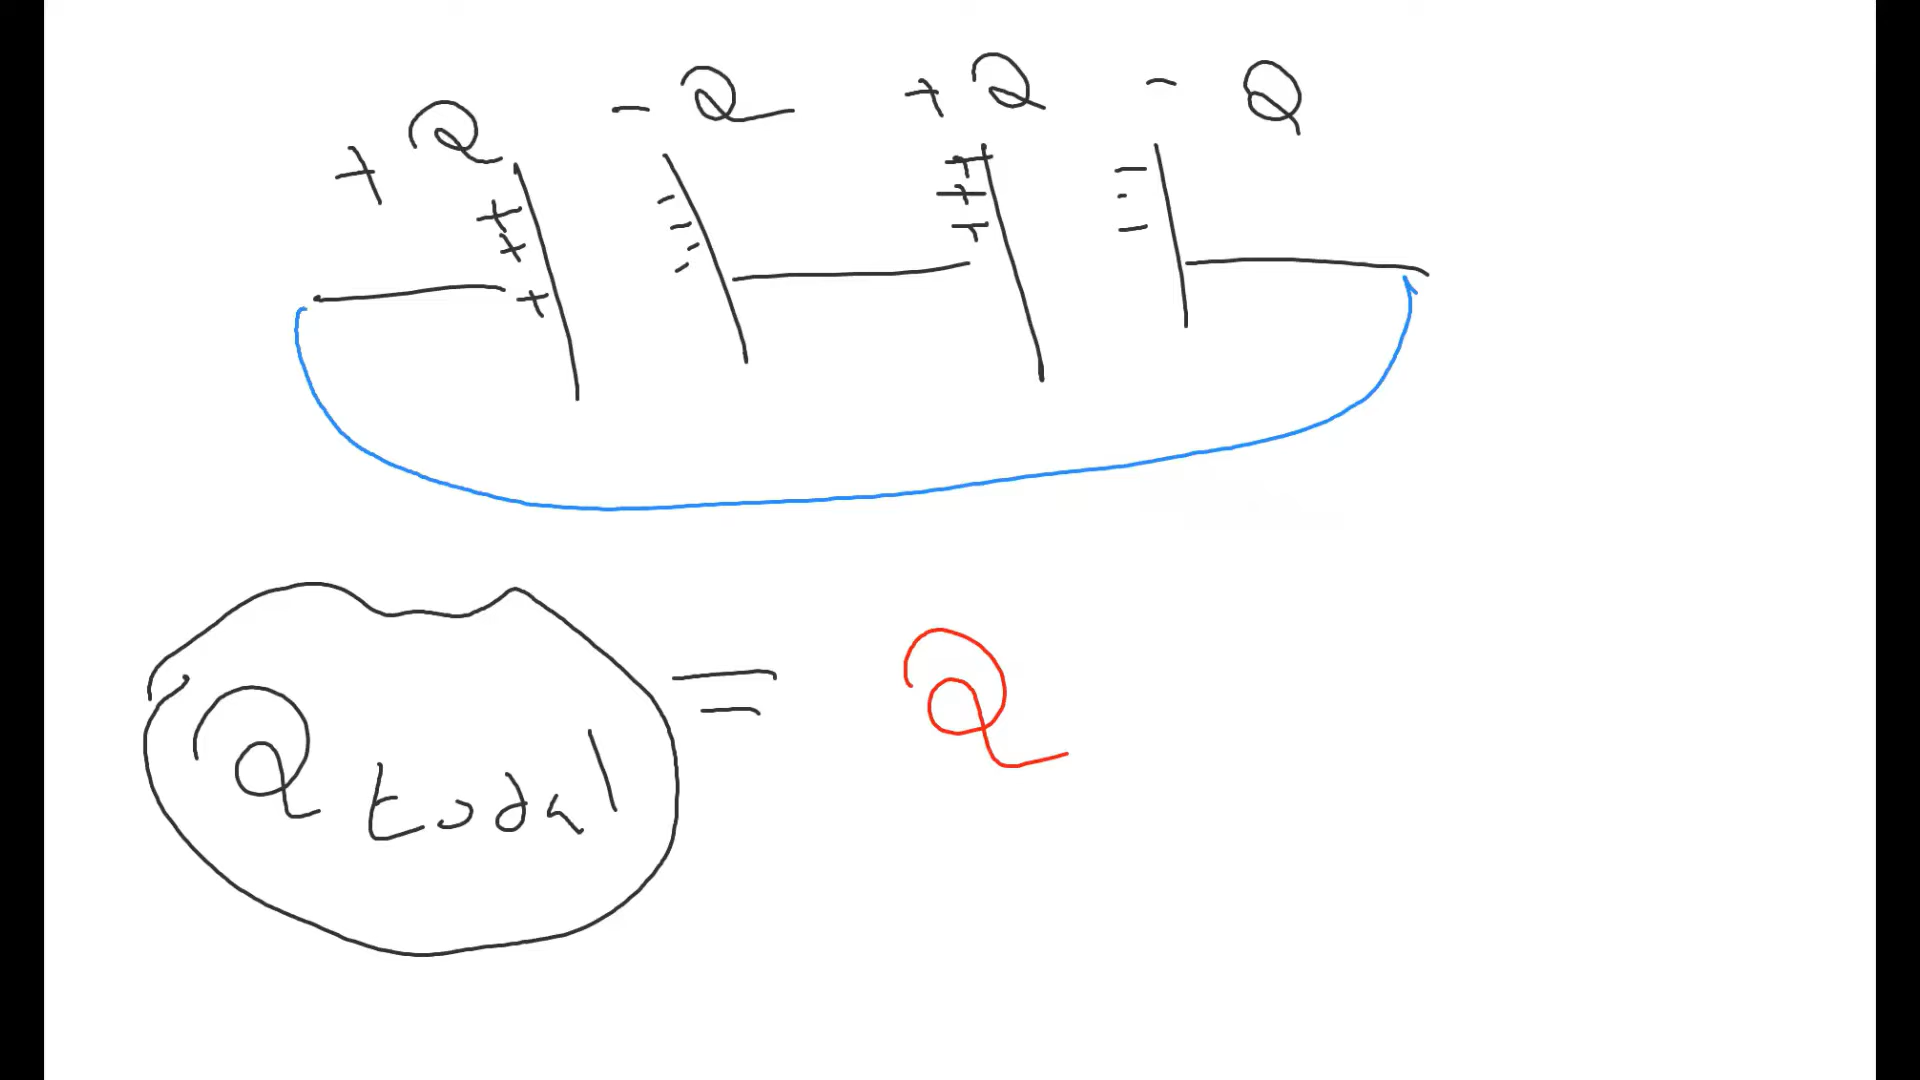 + Q - Q + Q - Q
Q total = Q